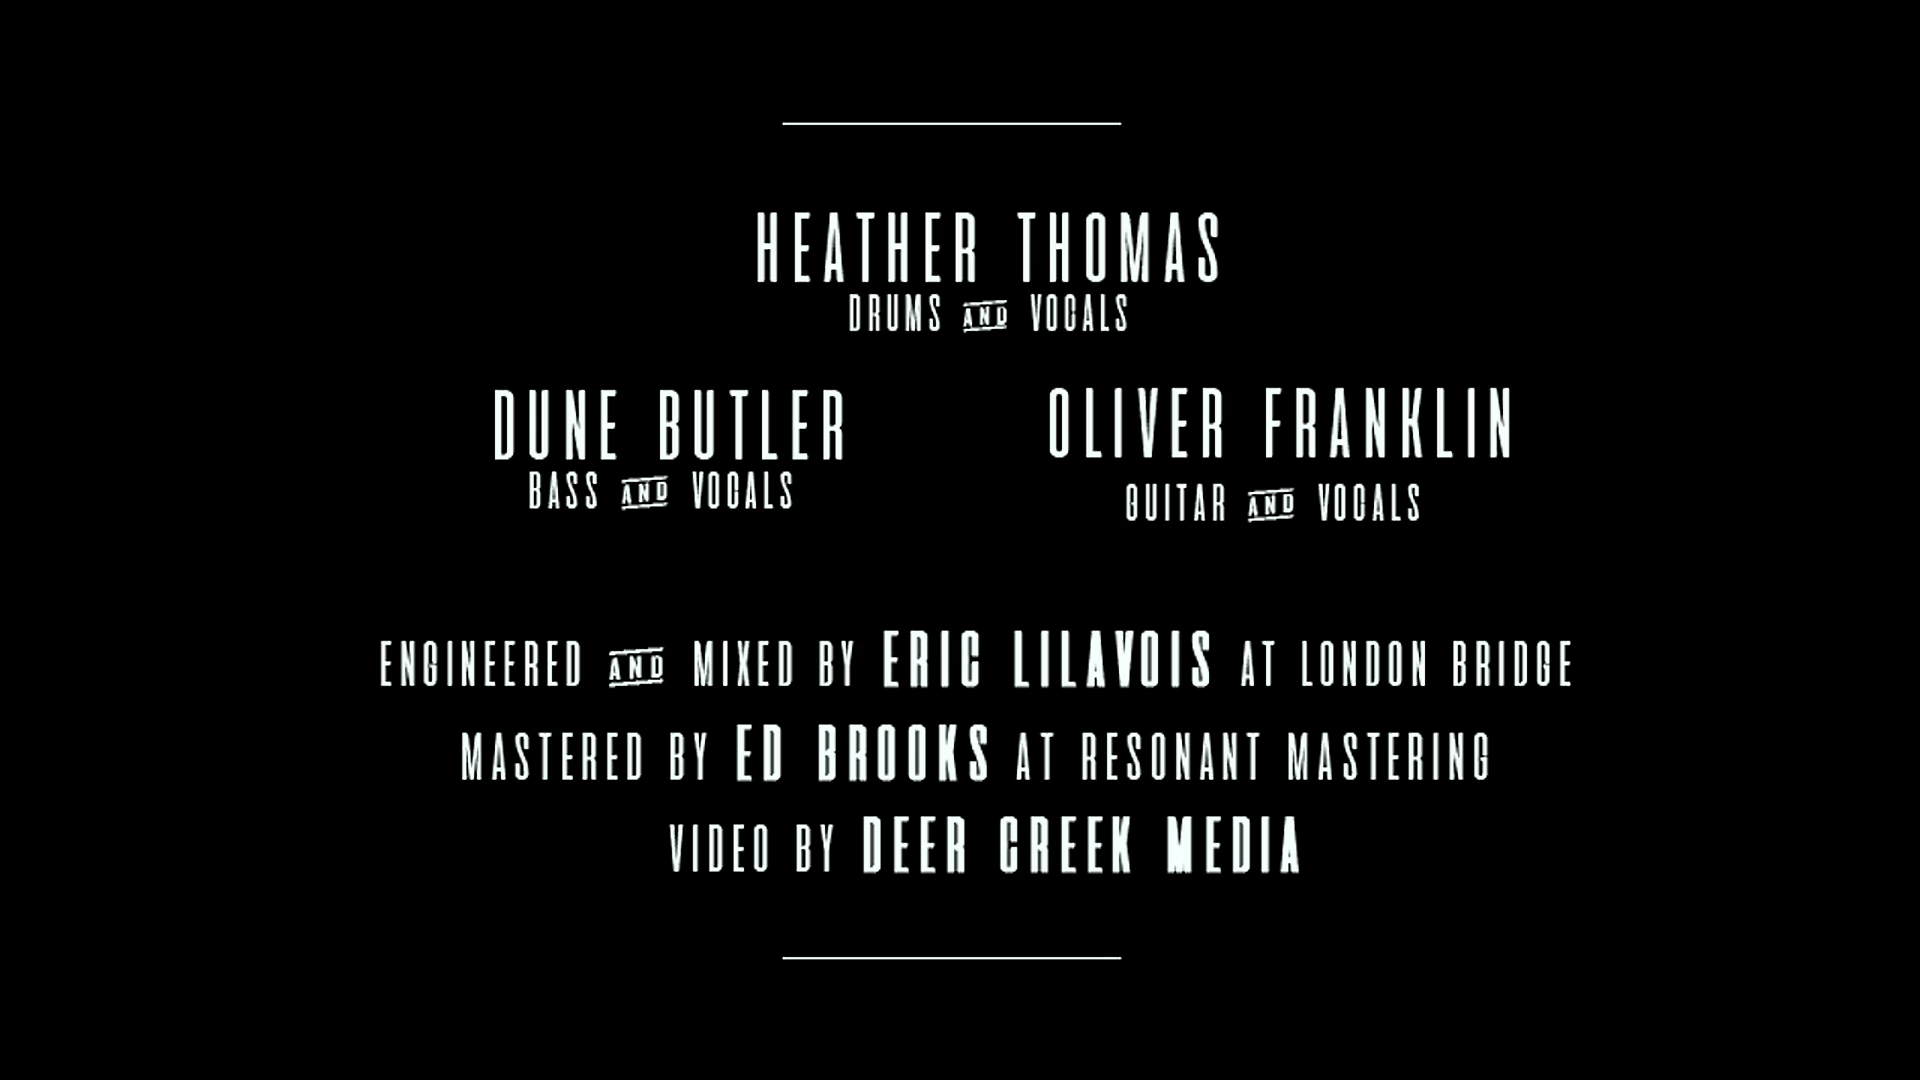 HEATHER THOMAS
DRUMS AND VOCALS
DUNE BUTLER
BASS AND VOCALS
OLIVER FRANKLIN
GUITAR AND VOCALS
ENGINEERED AND MIXED BY ERIC LILAVOIS AT LONDON BRIDGE
MASTERED BY ED BROOKS AT RESONANT MASTERING
VIDEO BY DEER CREEK MEDIA